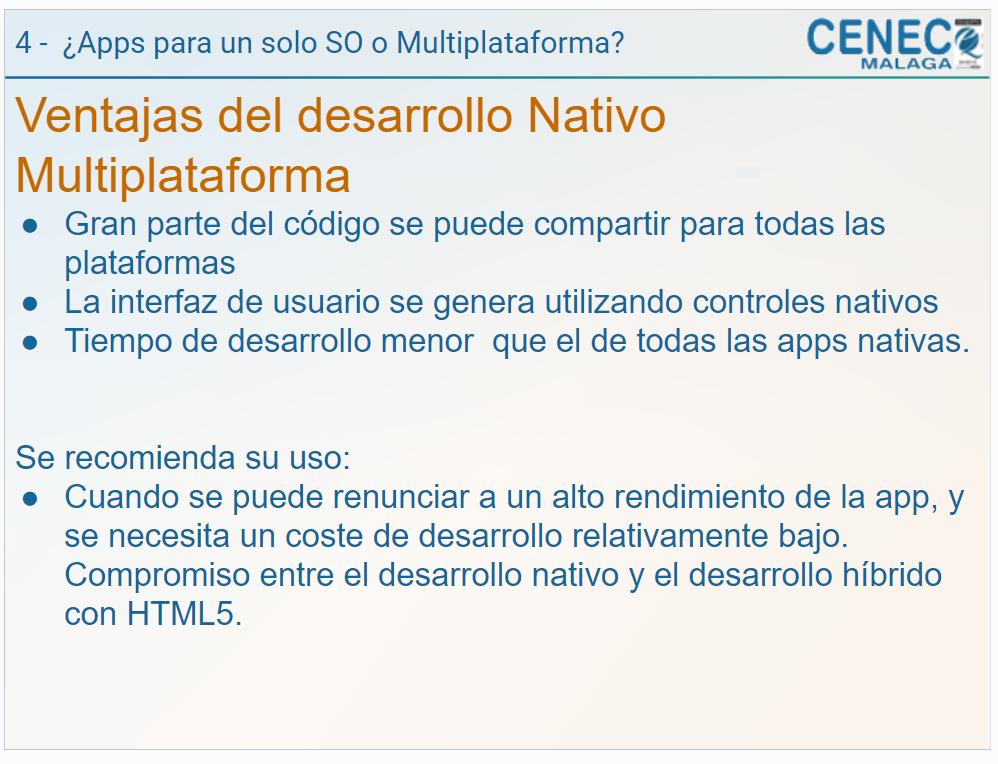 4 - ¿Apps para un solo SO o Multiplataforma?
CENEC
MALAGA
Ventajas del desarrollo Nativo
Multiplataforma
● Gran parte del código se puede compartir para todas las
plataformas
● La interfaz de usuario se genera utilizando controles nativos
● Tiempo de desarrollo menor que el de todas las apps nativas.
Se recomienda su uso:
● Cuando se puede renunciar a un alto rendimiento de la app, y
se necesita un coste de desarrollo relativamente bajo.
Compromiso entre el desarrollo nativo y el desarrollo híbrido
con HTML5.